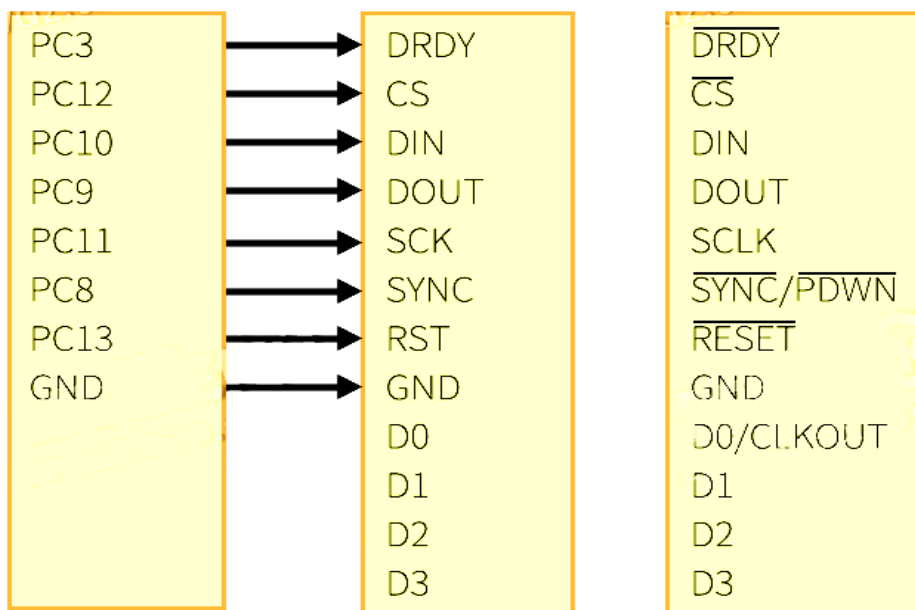 PC3
PC12
PC10
PC9
PC11
PC8
PC13
GND
DRDY
CS
DIN
DOUT
SCK
SYNC
RST
GND
D0
D1
D2
D3
DRDY
CS
DIN
DOUT
SCLK
SYNC/PDWN
RESET
GND
D0/CLKOUT
D1
D2
D3